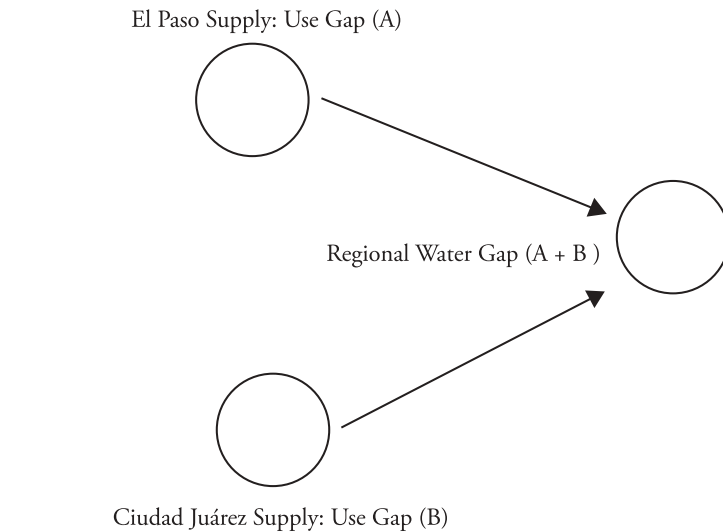 El Paso Supply: Use Gap (A)
Regional Water Gap (A + B )
Ciudad Juárez Supply: Use Gap (B)